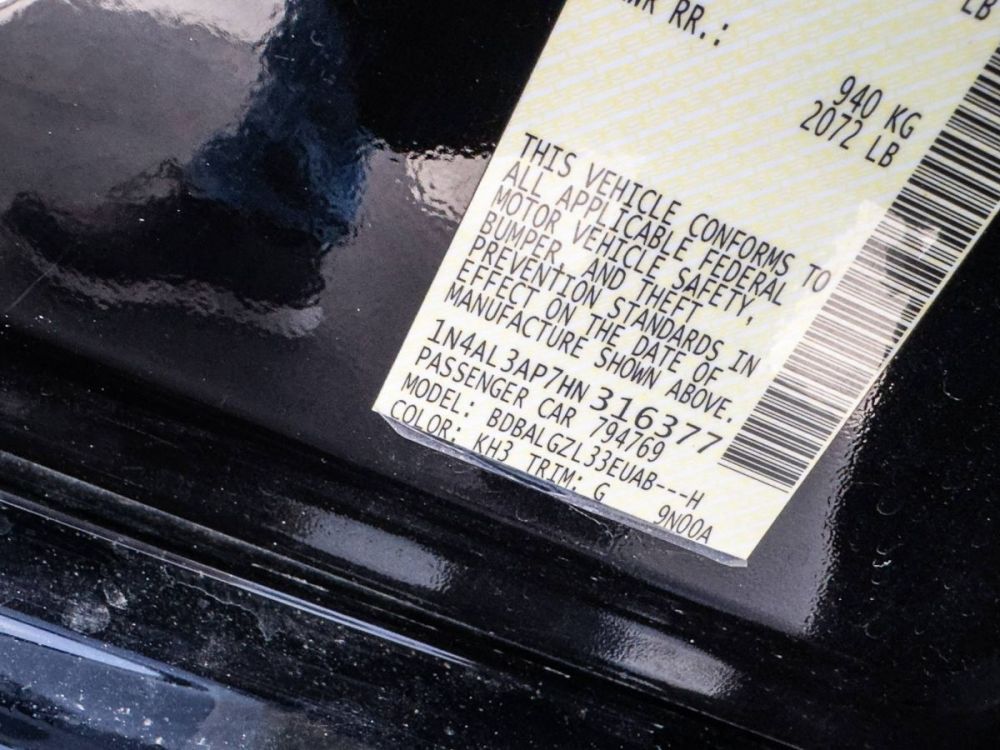 RR.:
LB
940 KG
2072 LB
THIS VEHICLE CONFORMS TO
ALL APPLICABLE FEDERAL
MOTOR VEHICLE SAFETY,
BUMPER, AND THEFT
PREVENTION STANDARDS IN
EFFECT ON THE DATE OF
MANUFACTURE SHOWN ABOVE.
1N4AL3AP7HN316377
PASSENGER CAR 794769
MODEL: BDBALGZL33EUAB---H
COLOR: KH3 TRIM: G
9N00A